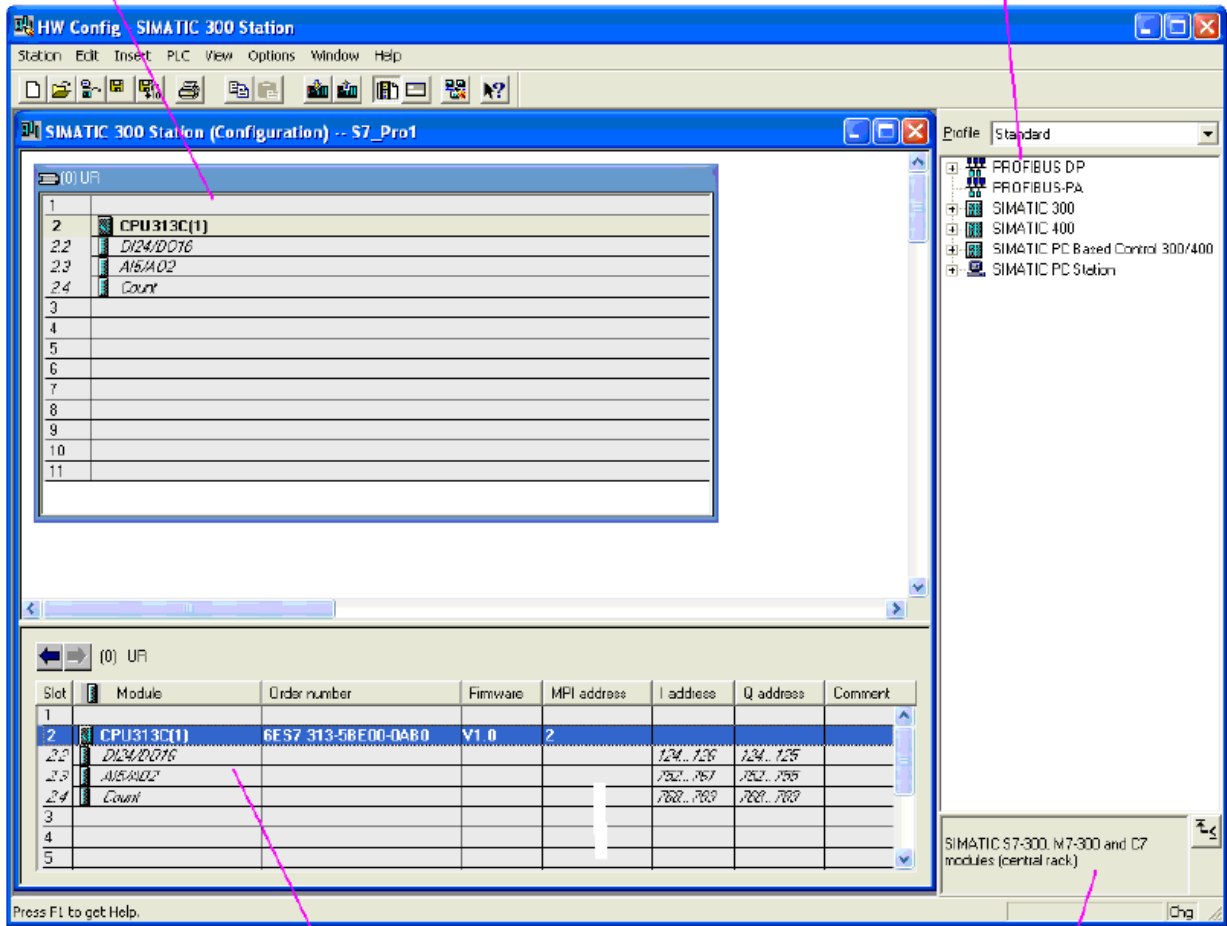 HW Config - SIMATIC 300 Station
Station Edit Insert PLC View Options Window Help
SIMATIC 300 Station (Configuration) -- S7_Pro1
(0) UR
1
2 CPU313C(1)
2.2 DI24/DO16
2.3 AI5/AO2
2.4 Count
3
4
5
6
7
8
9
10
11
Profile Standard
PROFIBUS DP
PROFIBUS-PA
SIMATIC 300
SIMATIC 400
SIMATIC PC Based Control 300/400
SIMATIC PC Station
(0) UR
Slot Module Order number Firmware MPI address I address Q address Comment
1
2 CPU313C(1) 6ES7 313-5BE00-0AB0 V1.0 2
2.2 DI24/DO16 124...126 124...125
2.3 AI5/AO2 752...761 752...755
2.4 Count 768...783 768...783
3
4
5
SIMATIC S7-300, M7-300 and C7
modules (central rack)
Press F1 to get Help.
Chg